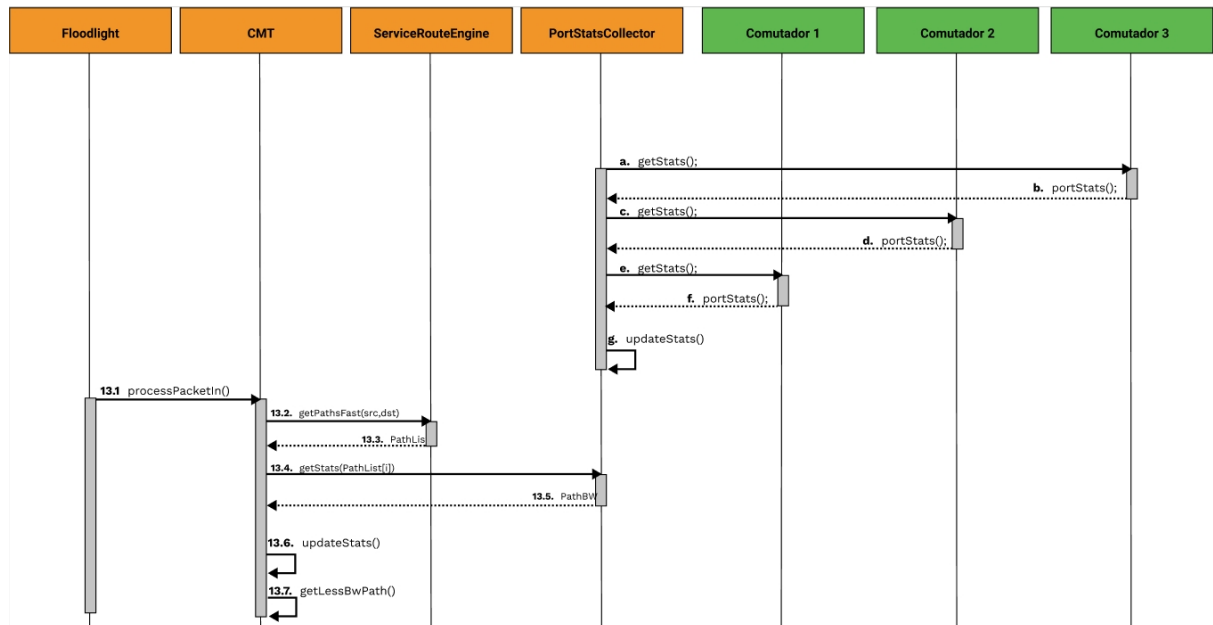 Floodlight
CMT
ServiceRouteEngine
PortStatsCollector
Comutador 1
Comutador 2
Comutador 3
a. getStats();
b. portStats();
c. getStats();
d. portStats();
e. getStats();
f. portStats();
g. updateStats()
13.1 processPacketIn()
13.2. getPathsFast(src,dst)
13.3. PathLis
13.4. getStats(PathList[i])
13.5. PathBW
13.6. updateStats()
13.7. getLessBwPath()